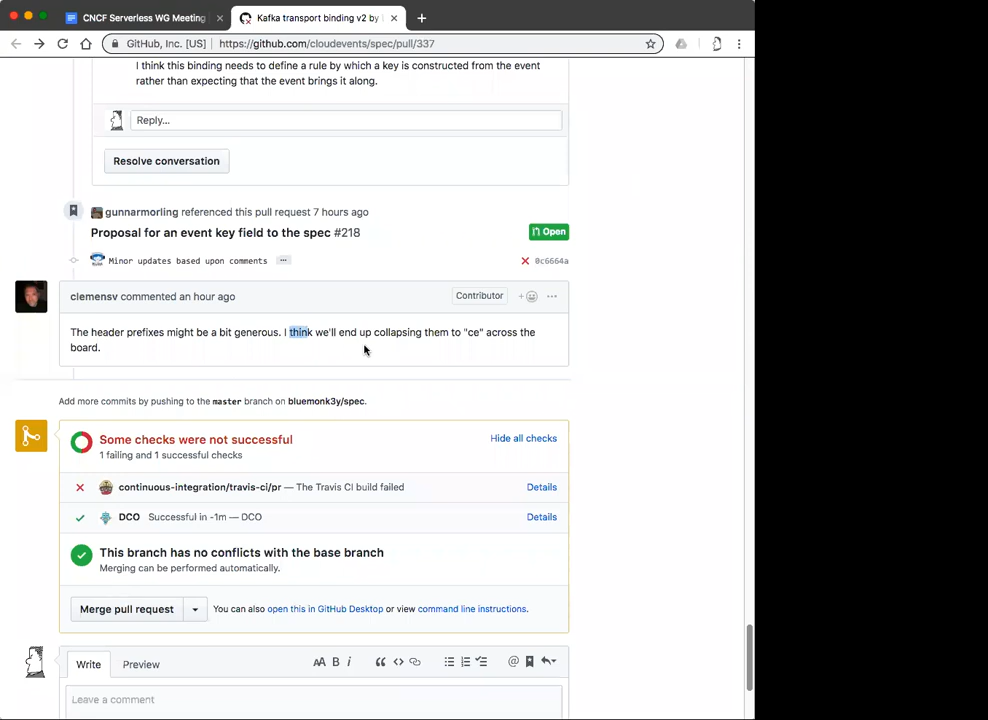 CNCF Serverless WG Meeting
Kafka transport binding v2 by
GitHub, Inc. [US] https://github.com/cloudevents/spec/pull/337
I think this binding needs to define a rule by which a key is constructed from the event
rather than expecting that the event brings it along.
Reply...
Resolve conversation
gunnarmorling referenced this pull request 7 hours ago
Proposal for an event key field to the spec #218
Open
Minor updates based upon comments ...
0c6664a
clemensv commented an hour ago
Contributor
The header prefixes might be a bit generous. I think we'll end up collapsing them to "ce" across the
board.
Add more commits by pushing to the master branch on bluemonk3y/spec.
Some checks were not successful
Hide all checks
1 failing and 1 successful checks
continuous-integration/travis-ci/pr — The Travis CI build failed
Details
DCO Successful in -1m — DCO
Details
This branch has no conflicts with the base branch
Merging can be performed automatically.
Merge pull request
You can also open this in GitHub Desktop or view command line instructions.
Write
Preview
AA B i
Leave a comment